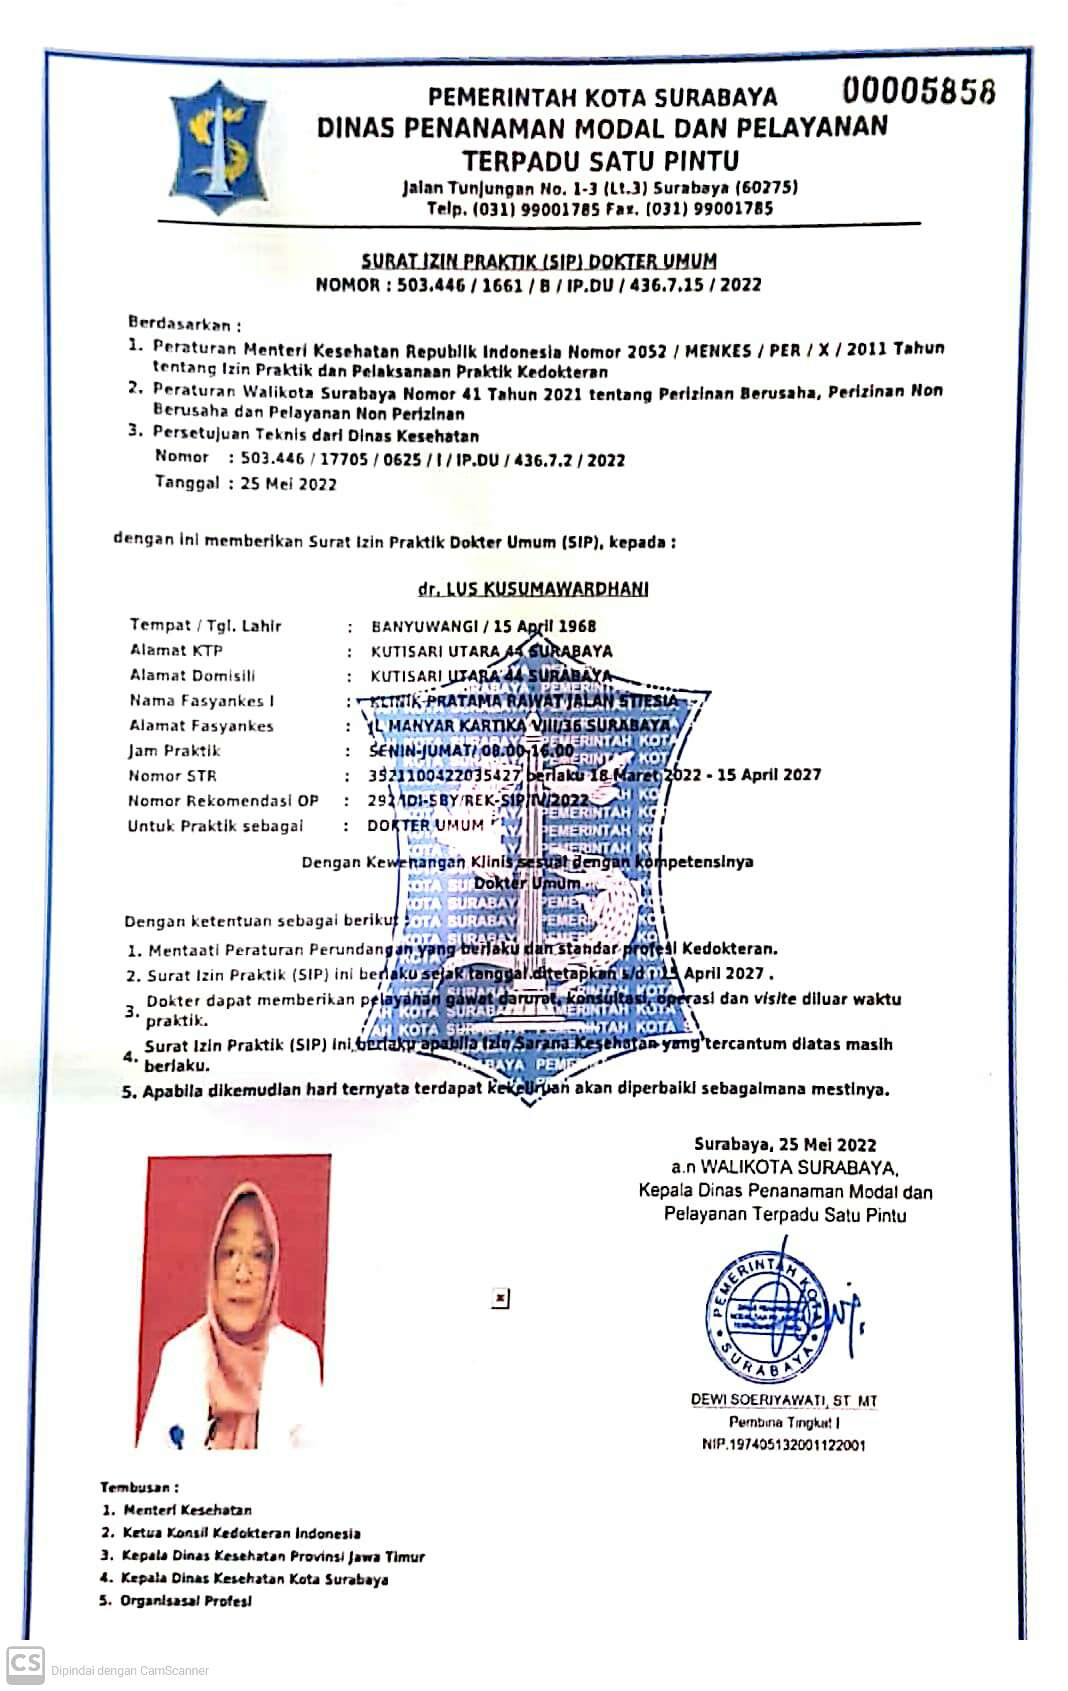 00005858
PEMERINTAH KOTA SURABAYA
DINAS PENANAMAN MODAL DAN PELAYANAN
TERPADU SATU PINTU
Jalan Tunjungan No. 1-3 (Lt.3) Surabaya (60275)
Telp. (031) 99001785 Fax. (031) 99001785
SURAT IZIN PRAKTIK (SIP) DOKTER UMUM
NOMOR : 503.446 / 1661 / B / IP.DU / 436.7.15 / 2022
Berdasarkan :
1. Peraturan Menteri Kesehatan Republik Indonesia Nomor 2052 / MENKES / PER / X / 2011 Tahun
tentang Izin Praktik dan Pelaksanaan Praktik Kedokteran
2. Peraturan Walikota Surabaya Nomor 41 Tahun 2021 tentang Perizinan Berusaha, Perizinan Non
Berusaha dan Pelayanan Non Perizinan
3. Persetujuan Teknis dari Dinas Kesehatan
Nomor : 503.446 / 17705 / 0625 / I / IP.DU / 436.7.2 / 2022
Tanggal : 25 Mei 2022
dengan ini memberikan Surat Izin Praktik Dokter Umum (SIP), kepada :
dr. LUS KUSUMAWARDHANI
Tempat / Tgl. Lahir : BANYUWANGI / 15 April 1968
Alamat KTP : KUTISARI UTARA 44 SURABAYA
Alamat Domisili : KUTISARI UTARA 44 SURABAYA
Nama Fasyankes I : KLINIK PRATAMA RAWAT JALAN STIESIA
Alamat Fasyankes : JL MANYAR KARTIKA VIII/36 SURABAYA
Jam Praktik : SENIN-JUMAT/ 08.00-16.00
Nomor STR : 3521100422035427 berlaku 18 Maret 2022 - 15 April 2027
Nomor Rekomendasi OP : 292/IDI-SBY/REK-SIP/IV/2022
Untuk Praktik sebagai : DOKTER UMUM
Dengan Kewenangan Klinis sesuai dengan kompetensinya
Dokter Umum
Dengan ketentuan sebagai berikut
1. Mentaati Peraturan Perundangan yang berlaku dan standar profesi Kedokteran.
2. Surat Izin Praktik (SIP) ini berlaku sejak tanggal ditetapkan s/d : 15 April 2027 .
3. Dokter dapat memberikan pelayanan gawat darurat, konsultasi, operasi dan visite diluar waktu
praktik.
4. Surat Izin Praktik (SIP) ini berlaku apabila Izin Sarana Kesehatan yang tercantum diatas masih
berlaku.
5. Apabila dikemudian hari ternyata terdapat kekeliruan akan diperbaiki sebagaimana mestinya.
Surabaya, 25 Mei 2022
a.n WALIKOTA SURABAYA,
Kepala Dinas Penanaman Modal dan
Pelayanan Terpadu Satu Pintu
PEMERINTAH KOTA
SURABAYA
DEWI SOERIYAWATI, ST MT
Pembina Tingkat I
NIP.197405132001122001
Tembusan :
1. Menteri Kesehatan
2. Ketua Konsil Kedokteran Indonesia
3. Kepala Dinas Kesehatan Provinsi Jawa Timur
4. Kepala Dinas Kesehatan Kota Surabaya
5. Organisasai Profesi
CS Dipindai dengan CamScanner